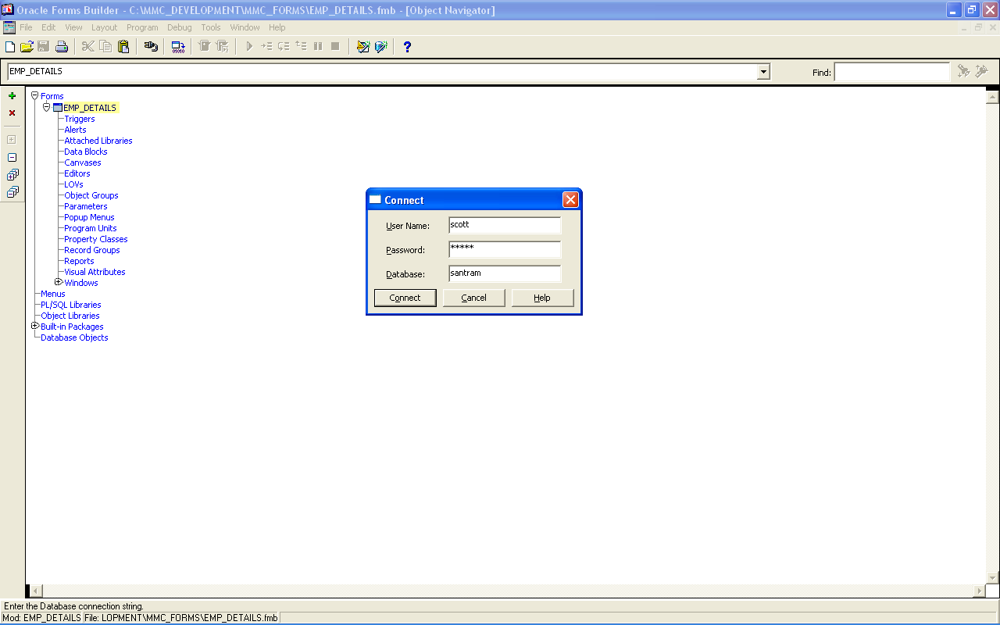 Oracle Forms Builder - C:\MMC_DEVELOPMENT\MMC_FORMS\EMP_DETAILS.fmb - [Object Navigator]
File Edit View Layout Program Debug Tools Window Help
EMP_DETAILS
Find:
Forms
EMP_DETAILS
Triggers
Alerts
Attached Libraries
Data Blocks
Canvases
Editors
LOVs
Object Groups
Parameters
Popup Menus
Program Units
Property Classes
Record Groups
Reports
Visual Attributes
Windows
Menus
PL/SQL Libraries
Object Libraries
Built-in Packages
Database Objects
Connect
User Name: scott
Password: *****
Database: santram
Connect Cancel Help
Enter the Database connection string.
Mod: EMP_DETAILS File: LOPMENT\MMC_FORMS\EMP_DETAILS.fmb